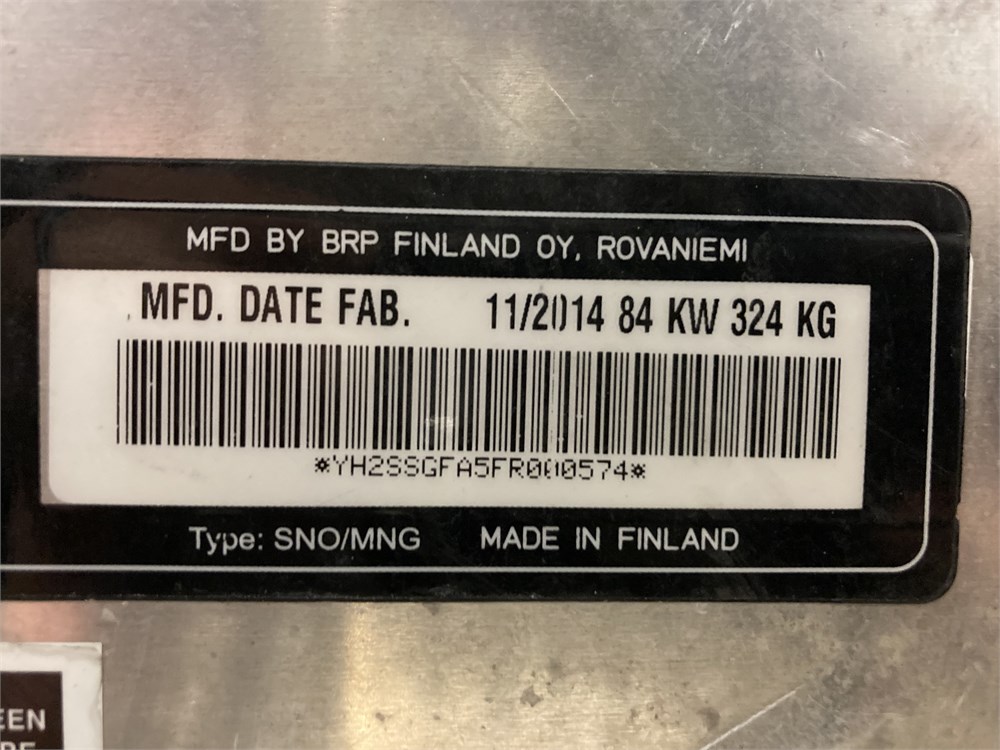 MFD BY BRP FINLAND OY, ROVANIEMI
MFD. DATE FAB. 11/2014 84 KW 324 KG
*YH2SSGFA5FR000574*
Type: SNO/MNG MADE IN FINLAND